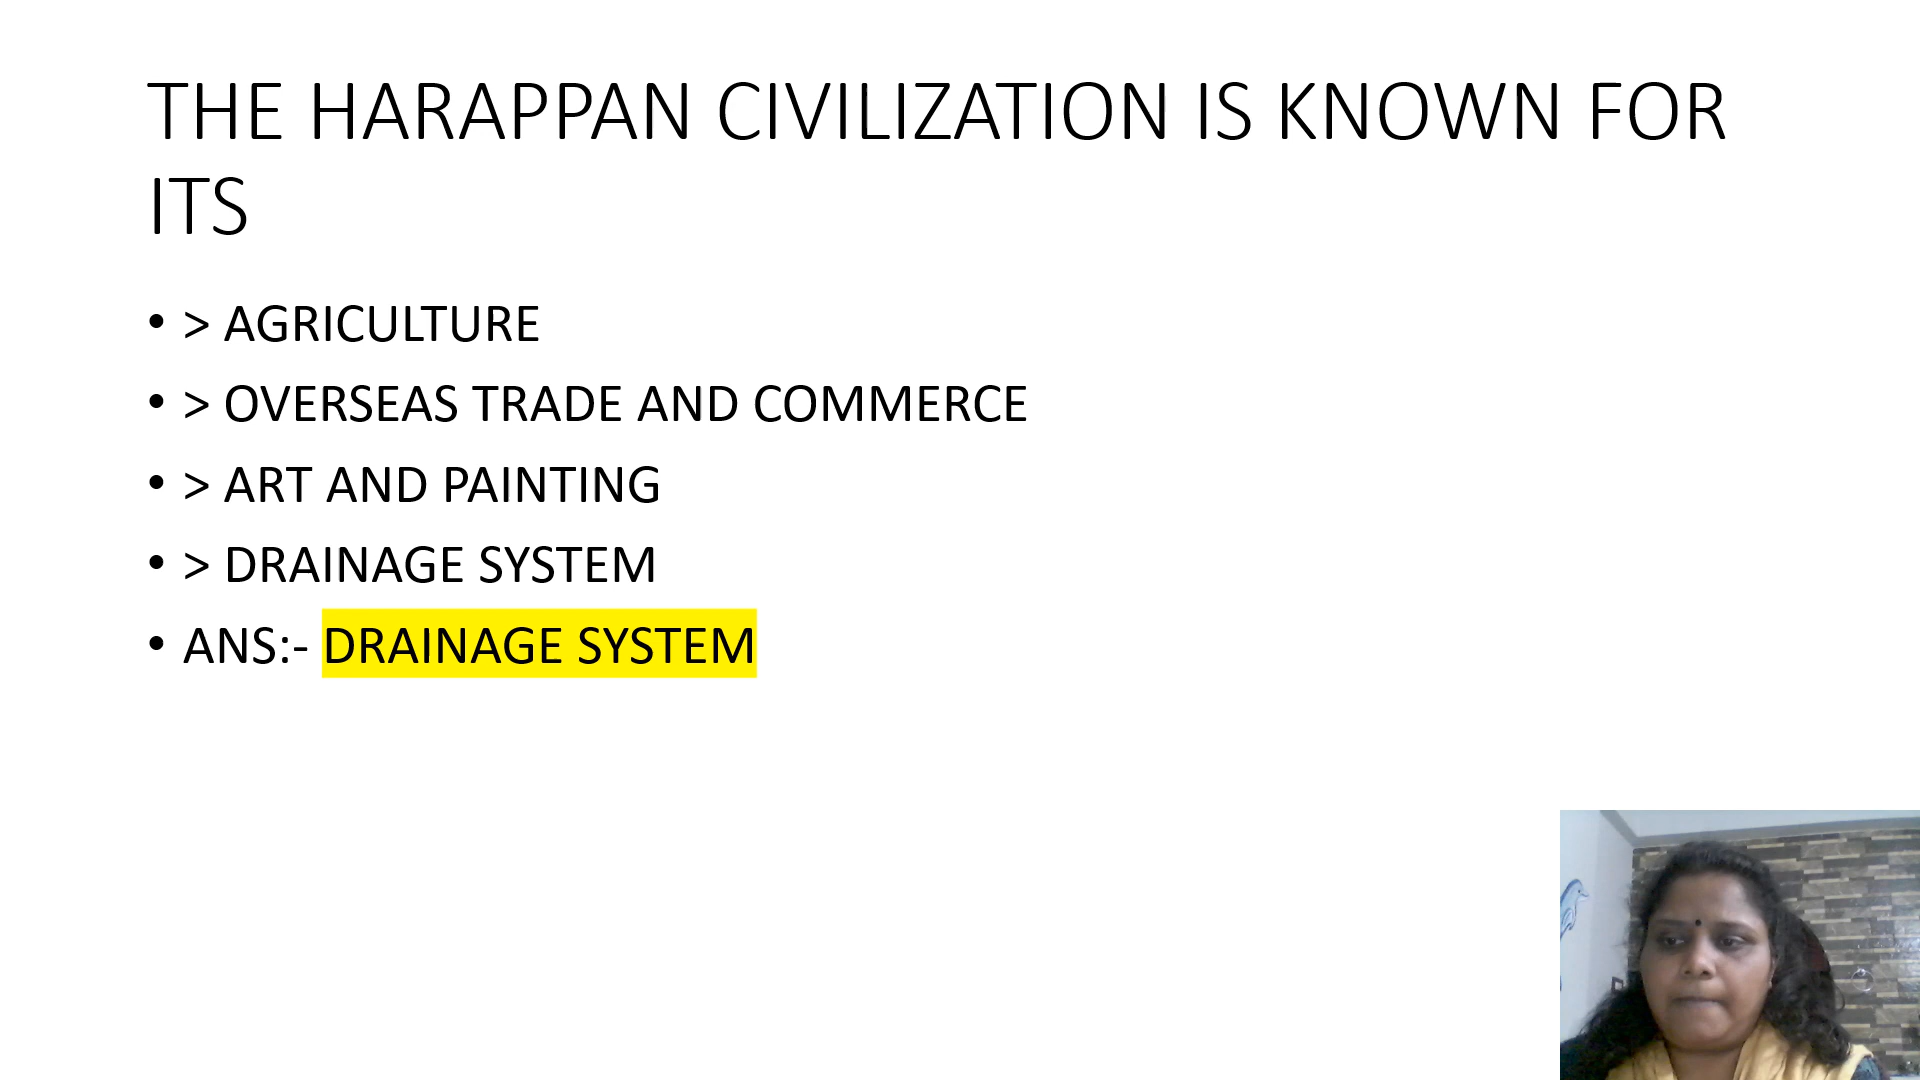 THE HARAPPAN CIVILIZATION IS KNOWN FOR
ITS
• > AGRICULTURE
• > OVERSEAS TRADE AND COMMERCE
• > ART AND PAINTING
• > DRAINAGE SYSTEM
• ANS:- DRAINAGE SYSTEM